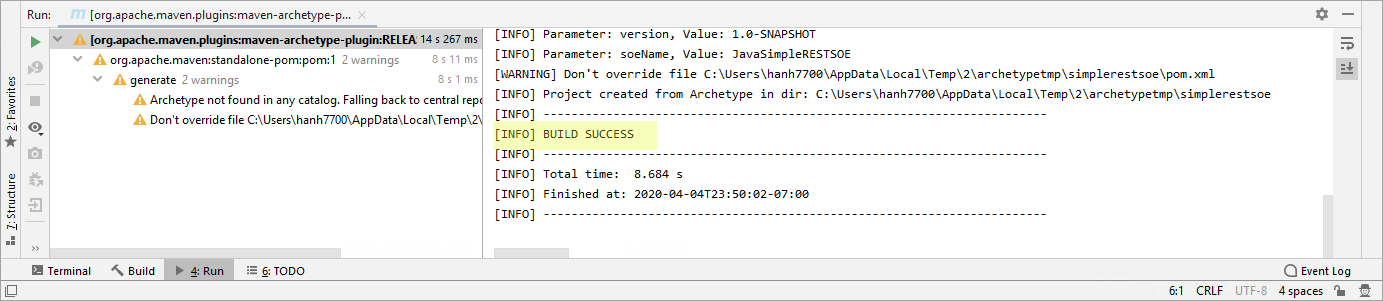 Run: [org.apache.maven.plugins:maven-archetype-p...
[org.apache.maven.plugins:maven-archetype-plugin:RELEA 14 s 267 ms
org.apache.maven:standalone-pom:pom:1 2 warnings 8 s 11 ms
generate 2 warnings 8 s 1 ms
Archetype not found in any catalog. Falling back to central repo
Don't override file C:\Users\hanh7700\AppData\Local\Temp\2\
[INFO] Parameter: version, Value: 1.0-SNAPSHOT
[INFO] Parameter: soeName, Value: JavaSimpleRESTSOE
[WARNING] Don't override file C:\Users\hanh7700\AppData\Local\Temp\2\archetypetmp\simplerestsoe\pom.xml
[INFO] Project created from Archetype in dir: C:\Users\hanh7700\AppData\Local\Temp\2\archetypetmp\simplerestsoe
[INFO] ------------------------------------------------------------------------
[INFO] BUILD SUCCESS
[INFO] ------------------------------------------------------------------------
[INFO] Total time:  8.684 s
[INFO] Finished at: 2020-04-04T23:50:02-07:00
[INFO] ------------------------------------------------------------------------
2: Favorites
7: Structure
Terminal Build 4: Run 6: TODO Event Log
6:1 CRLF UTF-8 4 spaces